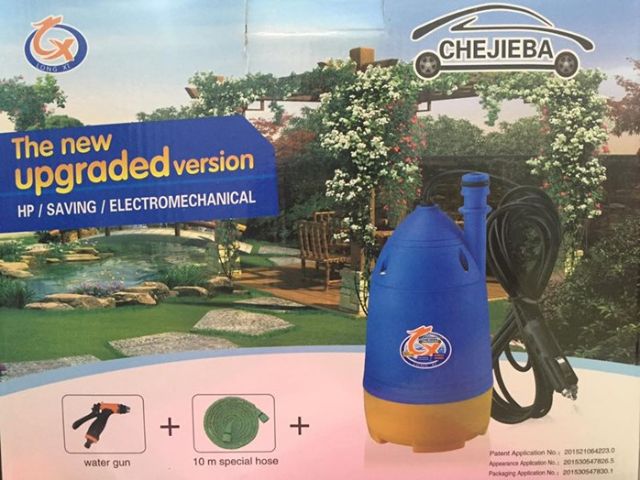 LONG XI
CHEJIEBA
The new
upgraded version
HP / SAVING / ELECTROMECHANICAL
water gun
+
10 m special hose
+
Patent Application No.: 201521064223.0
Appearance Application No.: 201530547826.5
Packaging Application No.: 201530547830.1